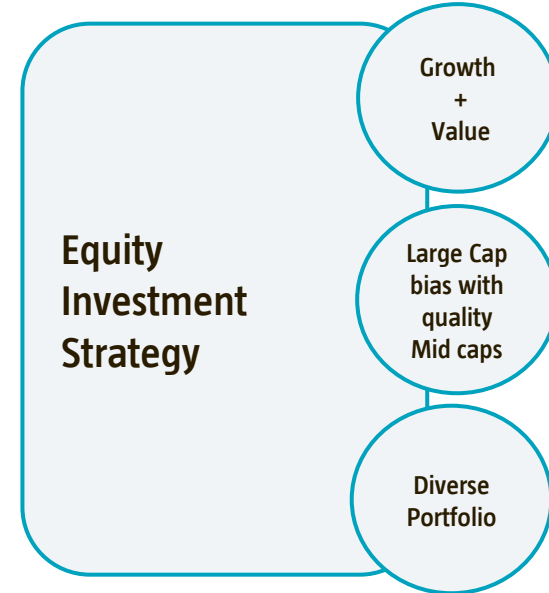 Growth
+
Value
Equity
Investment
Strategy
Large Cap
bias with
quality
Mid caps
Diverse
Portfolio